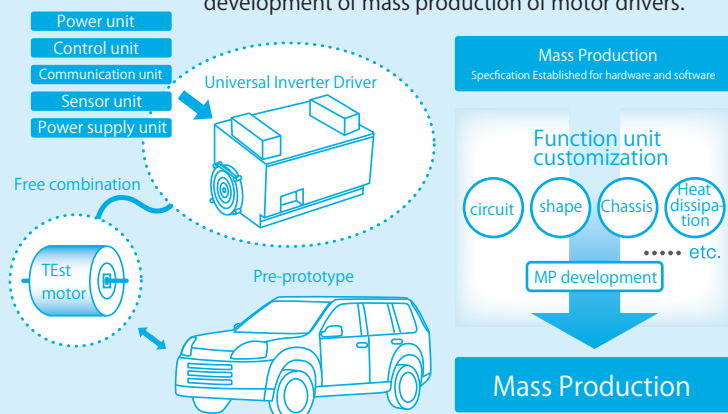 development of mass production of motor drivers.
Power unit
Control unit
Communication unit
Sensor unit
Power supply unit
Universal Inverter Driver
Free combination
TEst
motor
Pre-prototype
Mass Production
Specfication Established for hardware and software
Function unit
customization
circuit
shape
Chassis
Heat
dissipa-
tion
..... etc.
MP development
Mass Production